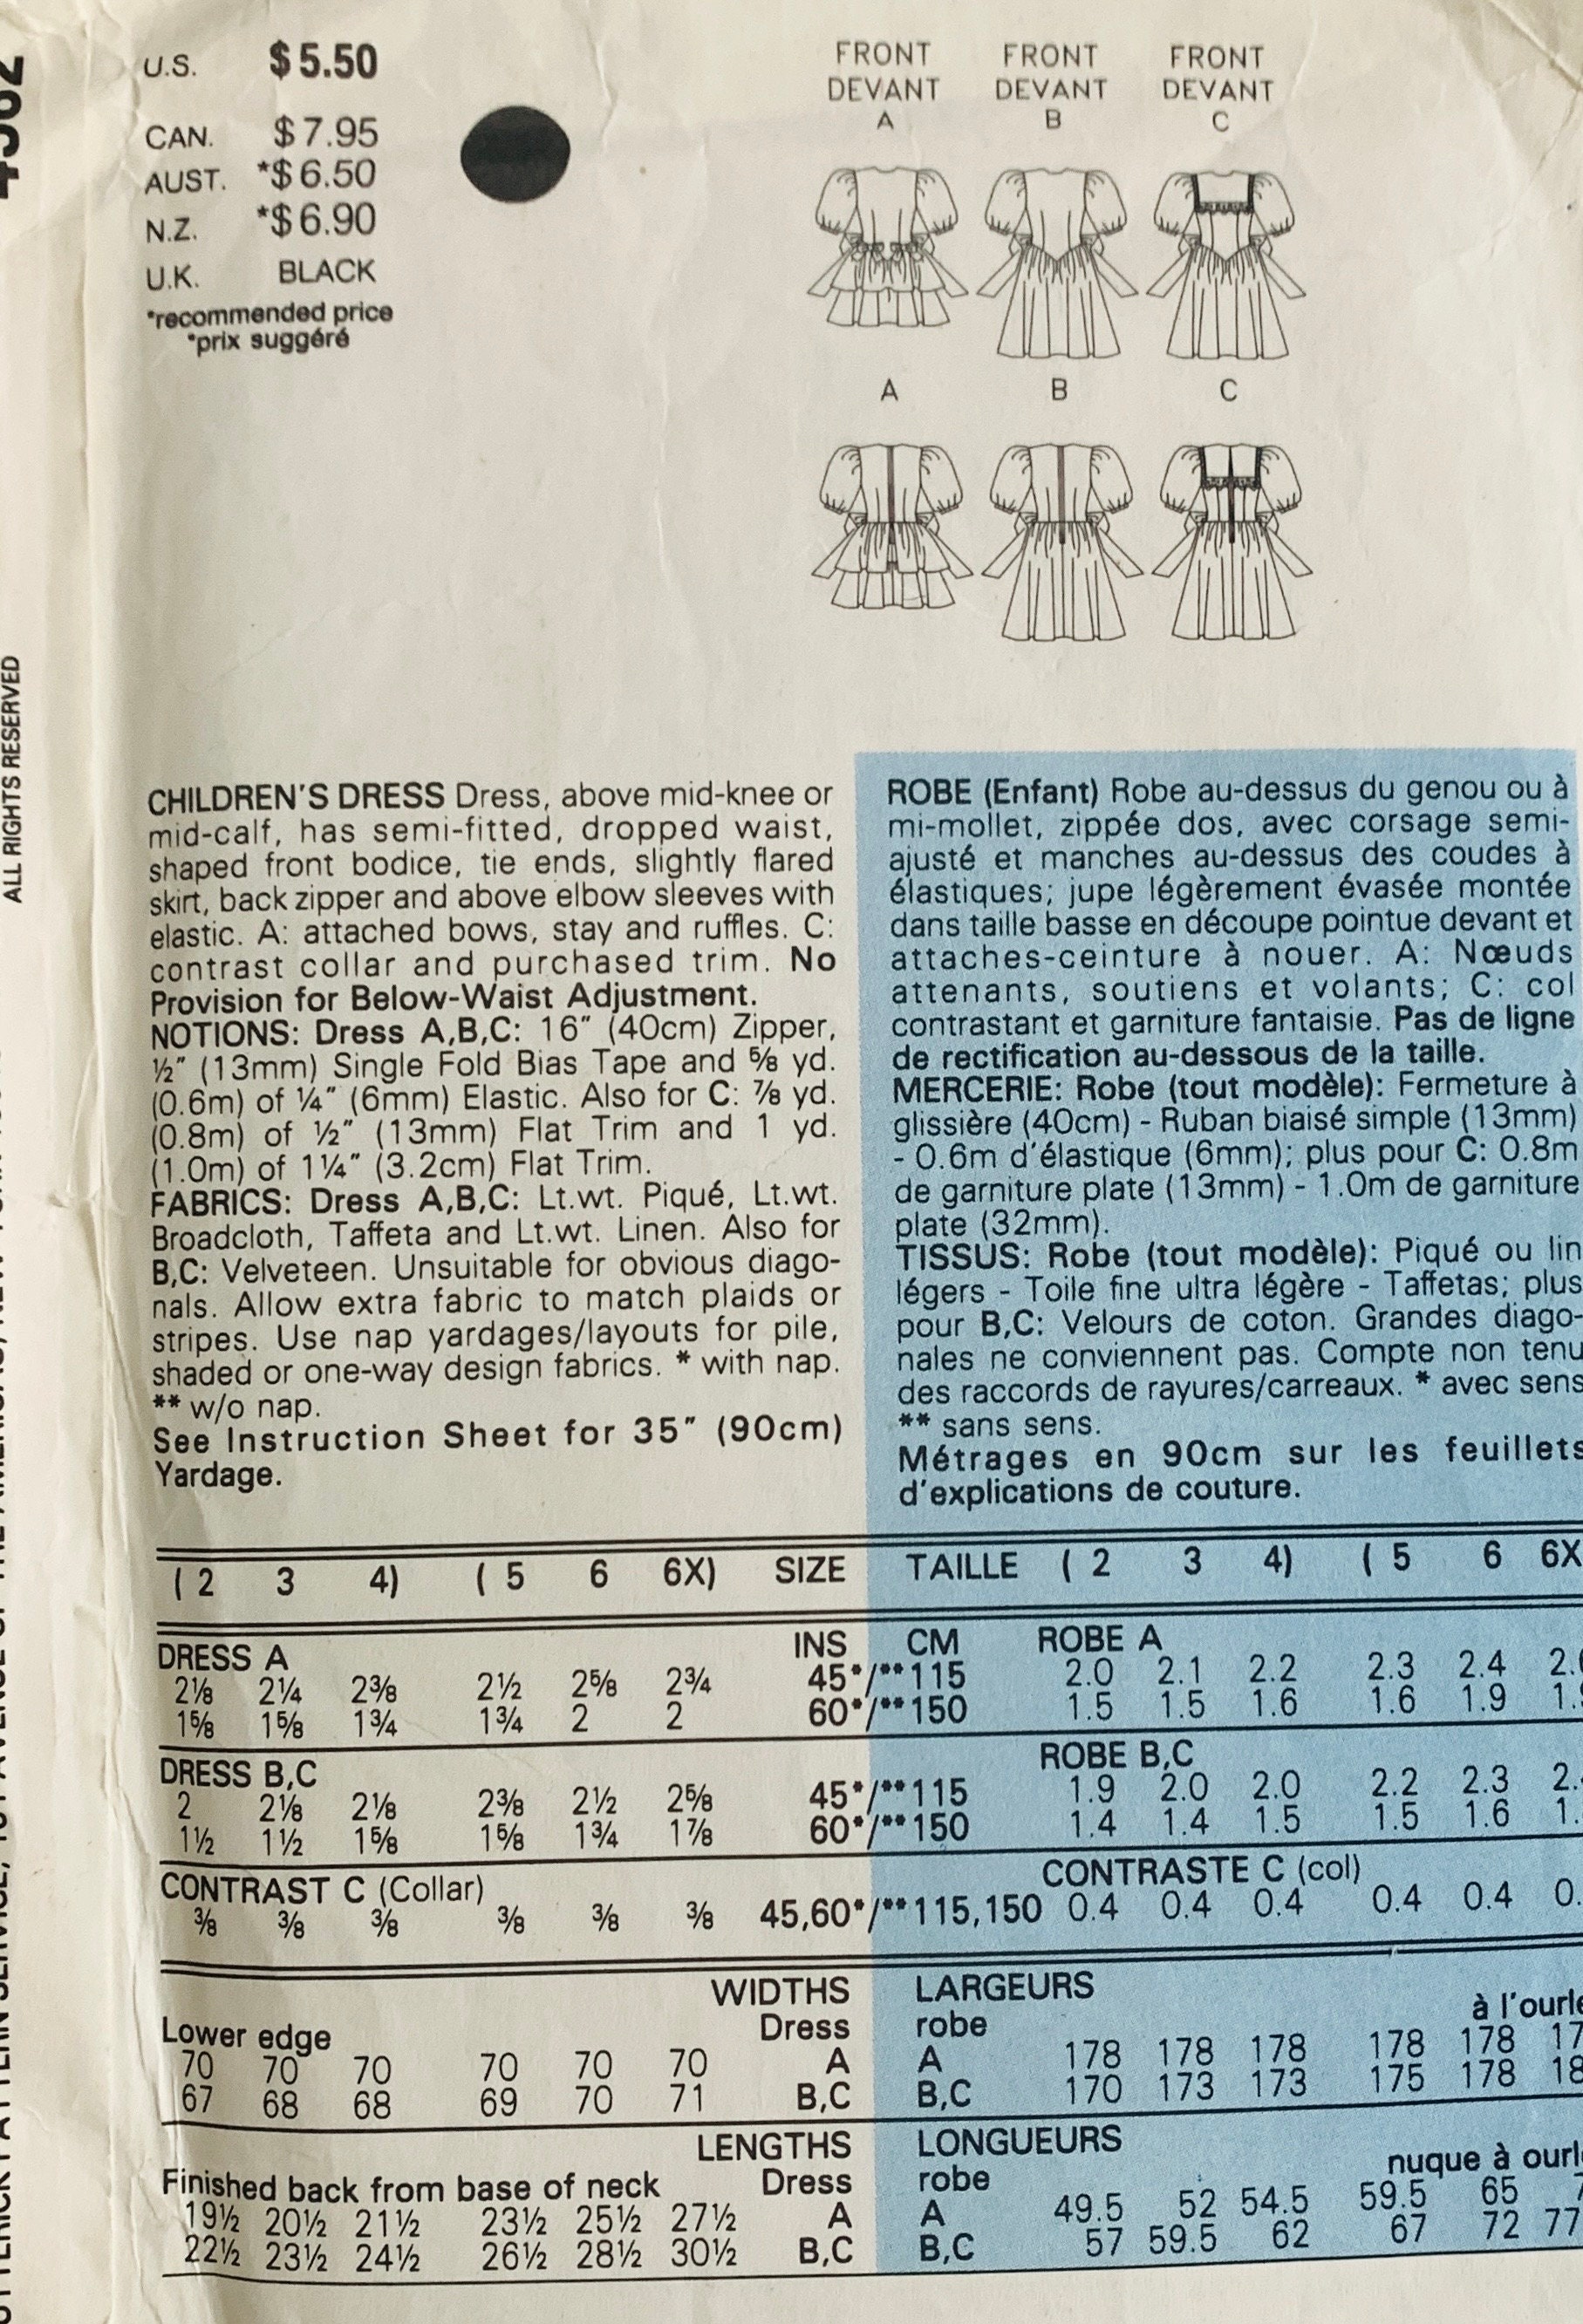 U.S. $5.50
CAN. $7.95
AUST. *$6.50
N.Z. *$6.90
U.K. BLACK
*recommended price
*prix suggéré
FRONT FRONT FRONT
DEVANT DEVANT DEVANT
A B C
A B C
ALL RIGHTS RESERVED
CHILDREN'S DRESS Dress, above mid-knee or
mid-calf, has semi-fitted, dropped waist,
shaped front bodice, tie ends, slightly flared
skirt, back zipper and above elbow sleeves with
elastic. A: attached bows, stay and ruffles. C:
contrast collar and purchased trim. No
Provision for Below-Waist Adjustment.
NOTIONS: Dress A,B,C: 16" (40cm) Zipper,
½" (13mm) Single Fold Bias Tape and ⅝ yd.
(0.6m) of ¼" (6mm) Elastic. Also for C: ⅞ yd.
(0.8m) of ½" (13mm) Flat Trim and 1 yd.
(1.0m) of 1¼" (3.2cm) Flat Trim.
FABRICS: Dress A,B,C: Lt.wt. Piqué, Lt.wt.
Broadcloth, Taffeta and Lt.wt. Linen. Also for
B,C: Velveteen. Unsuitable for obvious diago-
nals. Allow extra fabric to match plaids or
stripes. Use nap yardages/layouts for pile,
shaded or one-way design fabrics. * with nap.
** w/o nap.
See Instruction Sheet for 35" (90cm)
Yardage.
ROBE (Enfant) Robe au-dessus du genou ou à
mi-mollet, zippée dos, avec corsage semi-
ajusté et manches au-dessus des coudes à
élastiques; jupe légèrement évasée montée
dans taille basse en découpe pointue devant et
attaches-ceinture à nouer. A: Nœuds
attenants, soutiens et volants; C: col
contrastant et garniture fantaisie. Pas de ligne
de rectification au-dessous de la taille.
MERCERIE: Robe (tout modèle): Fermeture à
glissière (40cm) - Ruban biaisé simple (13mm)
- 0.6m d'élastique (6mm); plus pour C: 0.8m
de garniture plate (13mm) - 1.0m de garniture
plate (32mm).
TISSUS: Robe (tout modèle): Piqué ou lin
légers - Toile fine ultra légère - Taffetas; plus
pour B,C: Velours de coton. Grandes diago-
nales ne conviennent pas. Compte non tenu
des raccords de rayures/carreaux. * avec sens
** sans sens.
Métrages en 90cm sur les feuillets
d'explications de couture.
( 2 3 4) ( 5 6 6X) SIZE TAILLE ( 2 3 4) ( 5 6 6X
DRESS A INS CM ROBE A
2⅛ 2¼ 2⅜ 2½ 2⅝ 2¾ 45*/**115 2.0 2.1 2.2 2.3 2.4
1⅝ 1⅝ 1¾ 1¾ 2 2 60*/**150 1.5 1.5 1.6 1.6 1.9
DRESS B,C ROBE B,C
2 2⅛ 2⅛ 2⅜ 2½ 2⅝ 45*/**115 1.9 2.0 2.0 2.2 2.3
1½ 1½ 1⅝ 1⅝ 1¾ 1⅞ 60*/**150 1.4 1.4 1.5 1.5 1.6
CONTRAST C (Collar) CONTRASTE C (col)
⅜ ⅜ ⅜ ⅜ ⅜ ⅜ 45,60*/**115,150 0.4 0.4 0.4 0.4 0.4
WIDTHS LARGEURS
Lower edge Dress robe à
70 70 70 70 70 70 A A 178 178 178 178 178
67 68 68 69 70 71 B,C B,C 170 173 173 175 178
LENGTHS LONGUEURS
Finished back from base of neck Dress robe nuque à
19½ 20½ 21½ 23½ 25½ 27½ A A 49.5 52 54.5 59.5 65
22½ 23½ 24½ 26½ 28½ 30½ B,C B,C 57 59.5 62 67 72 77